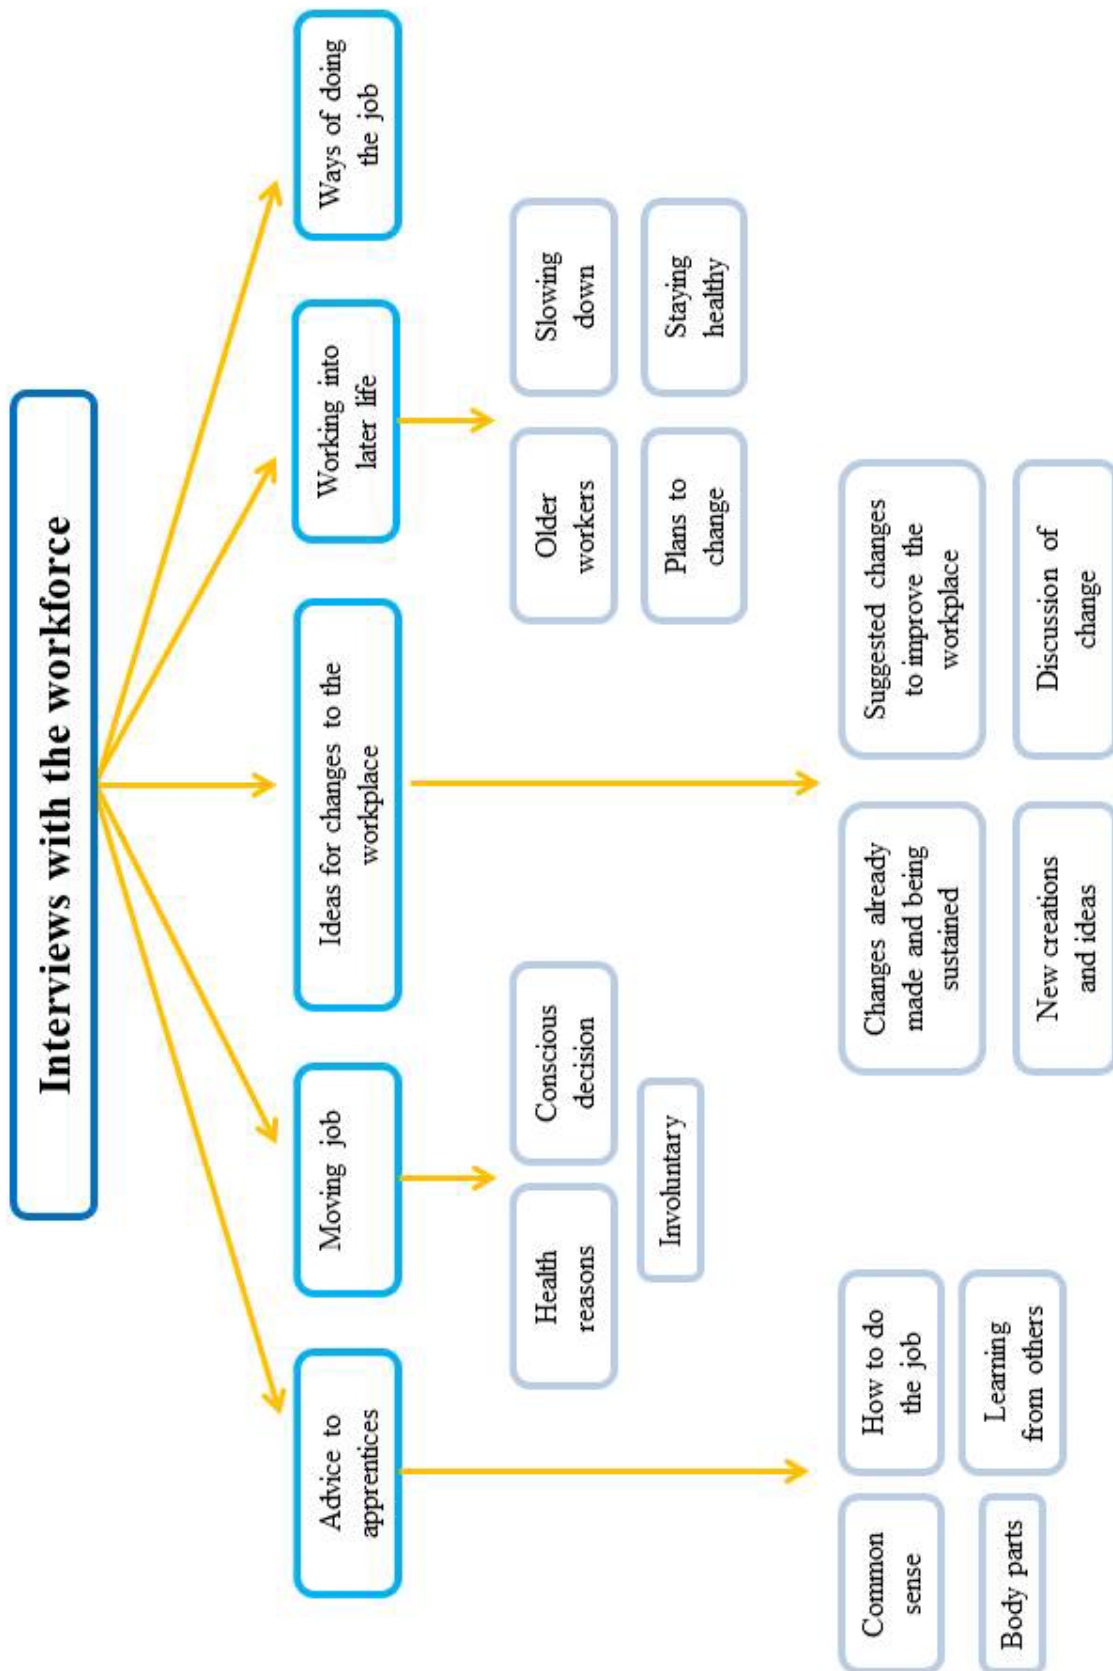 Interviews with the workforce
Advice to
apprentices
Moving job
Ideas for changes to the
workplace
Working into
later life
Ways of doing
the job
Common
sense
How to do
the job
Body parts
Learning
from others
Health
reasons
Conscious
decision
Involuntary
Changes already
made and being
sustained
Suggested changes
to improve the
workplace
New creations
and ideas
Discussion of
change
Older
workers
Slowing
down
Plans to
change
Staying
healthy